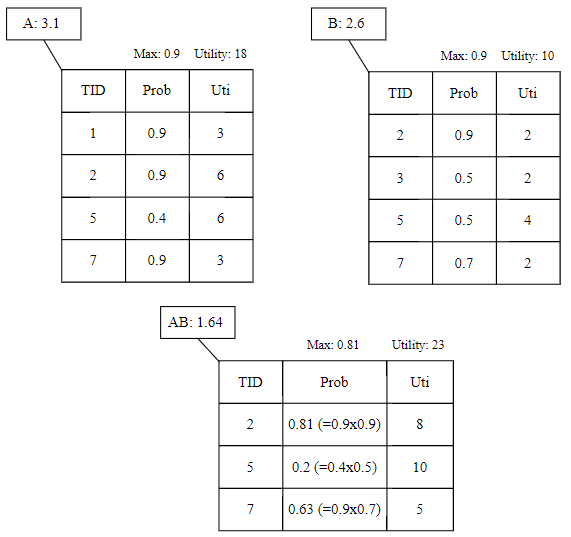 A: 3.1
Max: 0.9 Utility: 18
TID Prob Uti
1 0.9 3
2 0.9 6
5 0.4 6
7 0.9 3
B: 2.6
Max: 0.9 Utility: 10
TID Prob Uti
2 0.9 2
3 0.5 2
5 0.5 4
7 0.7 2
AB: 1.64
Max: 0.81 Utility: 23
TID Prob Uti
2 0.81 (=0.9x0.9) 8
5 0.2 (=0.4x0.5) 10
7 0.63 (=0.9x0.7) 5